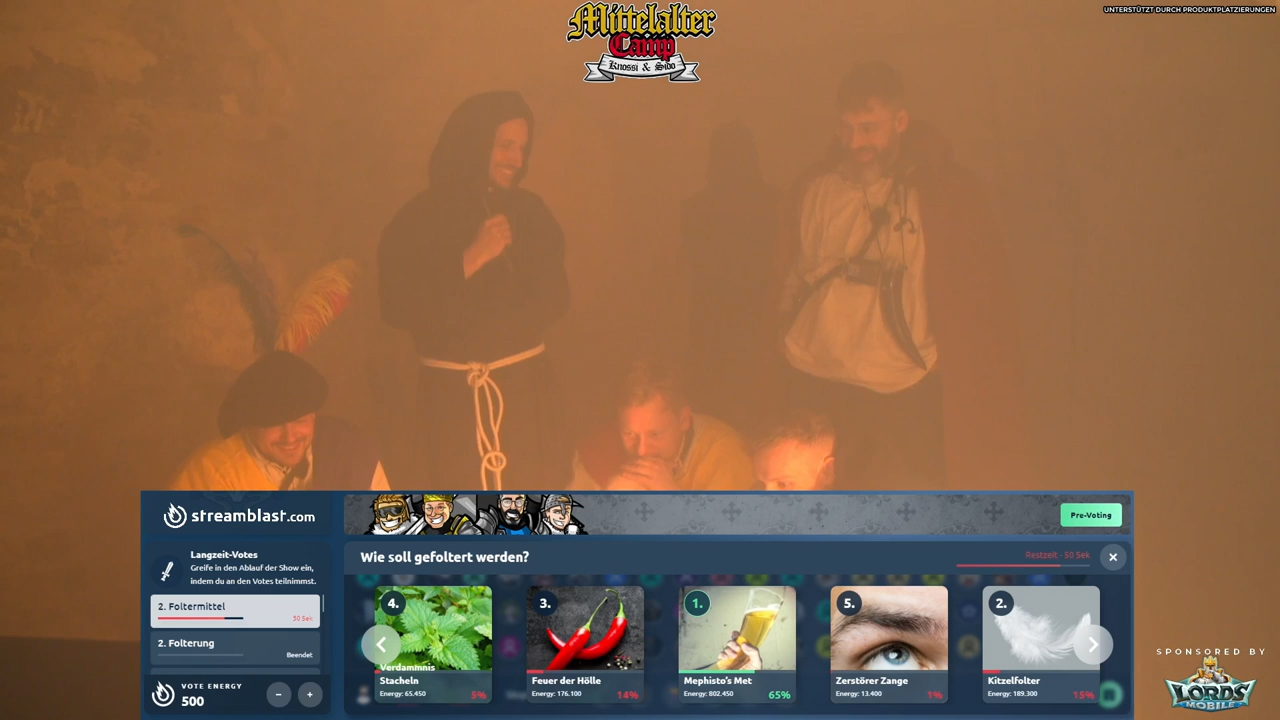 Mittelalter
Camp
Knossi & Sido
UNTERSTÜTZT DURCH PRODUKTPLATZIERUNGEN
streamblast.com
Pre-Voting
Langzeit-Votes
Greife in den Ablauf der Show ein,
indem du an den Votes teilnimmst.
2. Foltermittel
50 Sek
2. Folterung
Beendet
VOTE ENERGY
500
Wie soll gefoltert werden?
Restzeit - 50 Sek
4.
Verdammnis
Stacheln
Energy: 65.450
5%
3.
Feuer der Hölle
Energy: 176.100
14%
1.
Mephisto's Met
Energy: 802.450
65%
5.
Zerstörer Zange
Energy: 13.400
1%
2.
Kitzelfolter
Energy: 189.300
15%
SPONSORED BY
LORDS
MOBILE